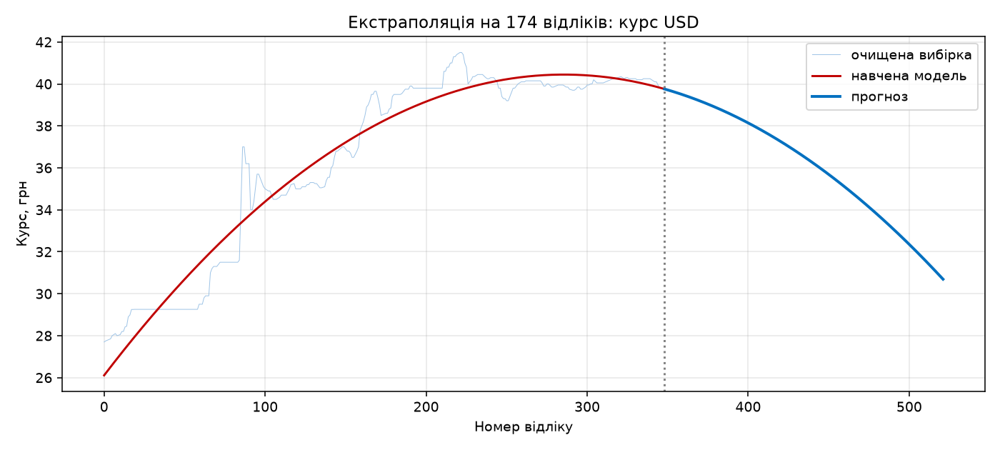 Екстраполяція на 174 відліків: курс USD
очищена вибірка
навчена модель
прогноз
Курс, грн
42
40
38
36
34
32
30
28
26
0 100 200 300 400 500
Номер відліку